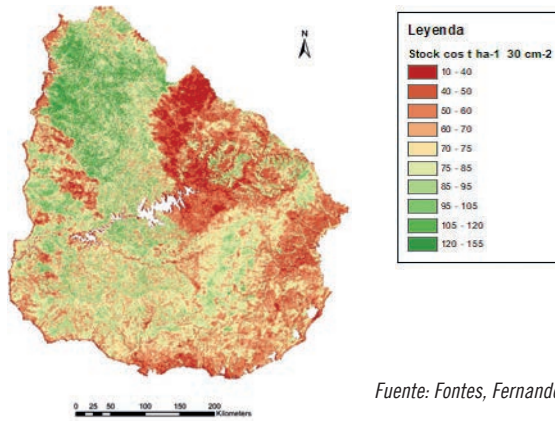 N
Leyenda
Stock cos t ha-1 30 cm-2
10 - 40
40 - 50
50 - 60
60 - 70
70 - 75
75 - 85
85 - 95
95 - 105
105 - 120
120 - 155
0 25 50 100 150 200
Kilometers
Fuente: Fontes, Fernando